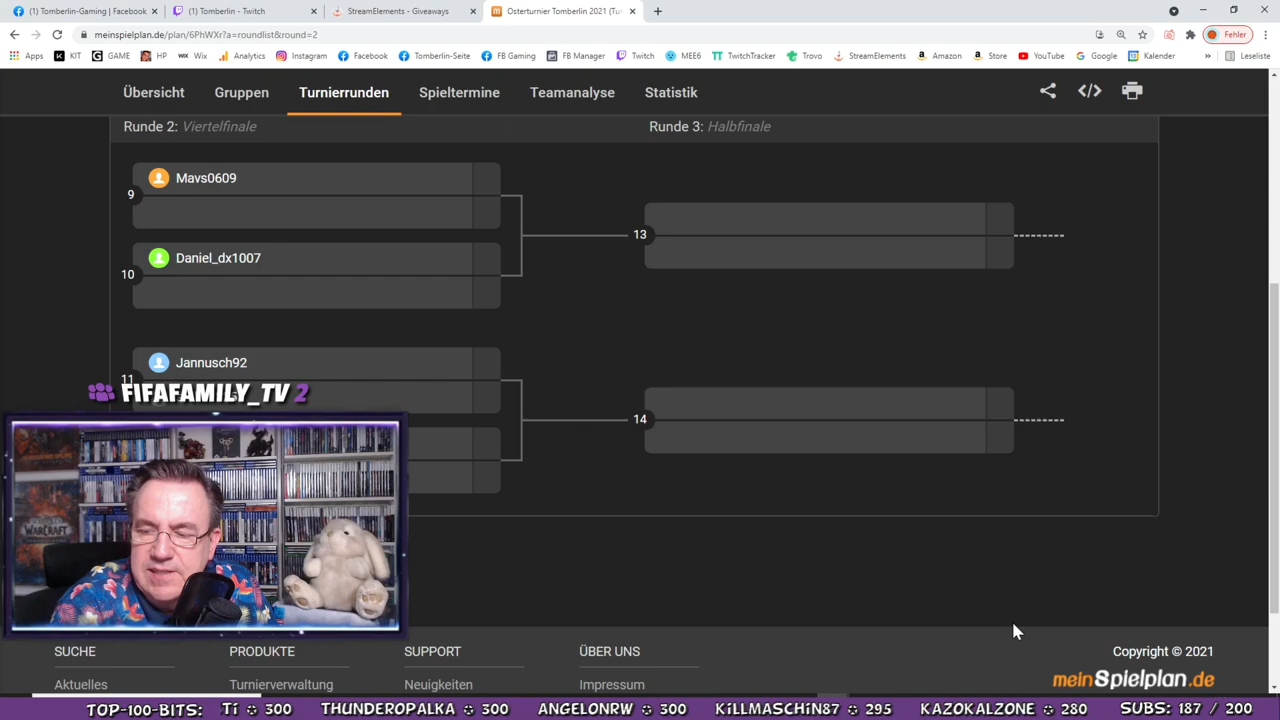 (1) Tomberlin-Gaming | Facebook
(1) Tomberlin - Twitch
StreamElements - Giveaways
Osterturnier Tomberlin 2021 (Tu
meinspielplan.de/plan/6PhWXr?a=roundlist&round=2
Fehler
Apps
KIT
GAME
HP
Wix
Analytics
Instagram
Facebook
Tomberlin-Seite
FB Gaming
FB Manager
Twitch
MEE6
TwitchTracker
Trovo
StreamElements
Amazon
Store
YouTube
Google
Kalender
»
Leseliste
Übersicht
Gruppen
Turnierrunden
Spieltermine
Teamanalyse
Statistik
Runde 2: Viertelfinale
Runde 3: Halbfinale
Mavs0609
9
13
Daniel_dx1007
10
Jannusch92
11
FIFAFAMILY_TV 2
14
WARCRAFT
SUCHE
PRODUKTE
SUPPORT
ÜBER UNS
Copyright © 2021
Aktuelles
Turnierverwaltung
Neuigkeiten
Impressum
meinSpielplan.de
TOP-100-BITS:
Ti 300
THUNDEROPALKA 300
ANGELONRW 300
KILLMASCHIN87 295
KAZOKALZONE 280
SUBS: 187 / 200